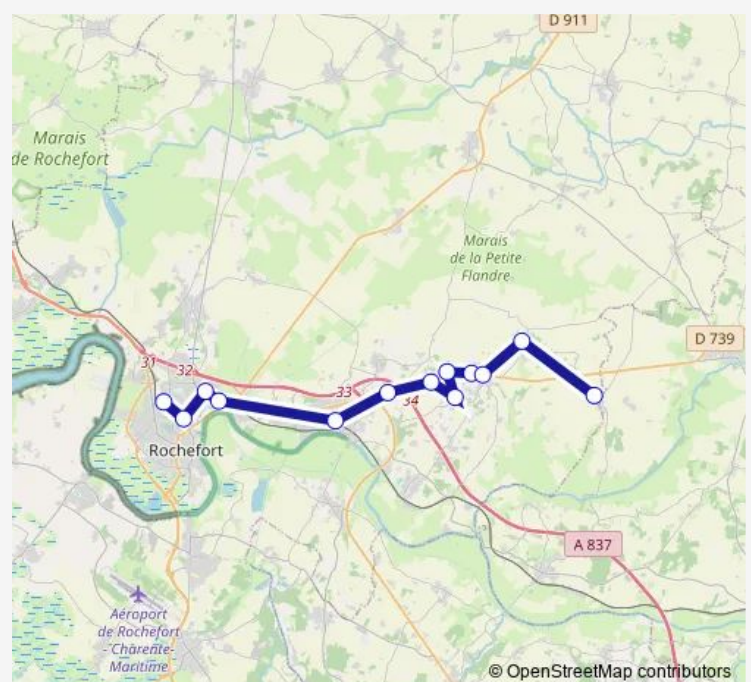 D 911
Marais
de Rochefort
Marais
de la Petite
Flandre
D 739
31
32
33
34
Rochefort
A 837
Aéroport
de Rochefort
-Charente-
Maritime
© OpenStreetMap contributors